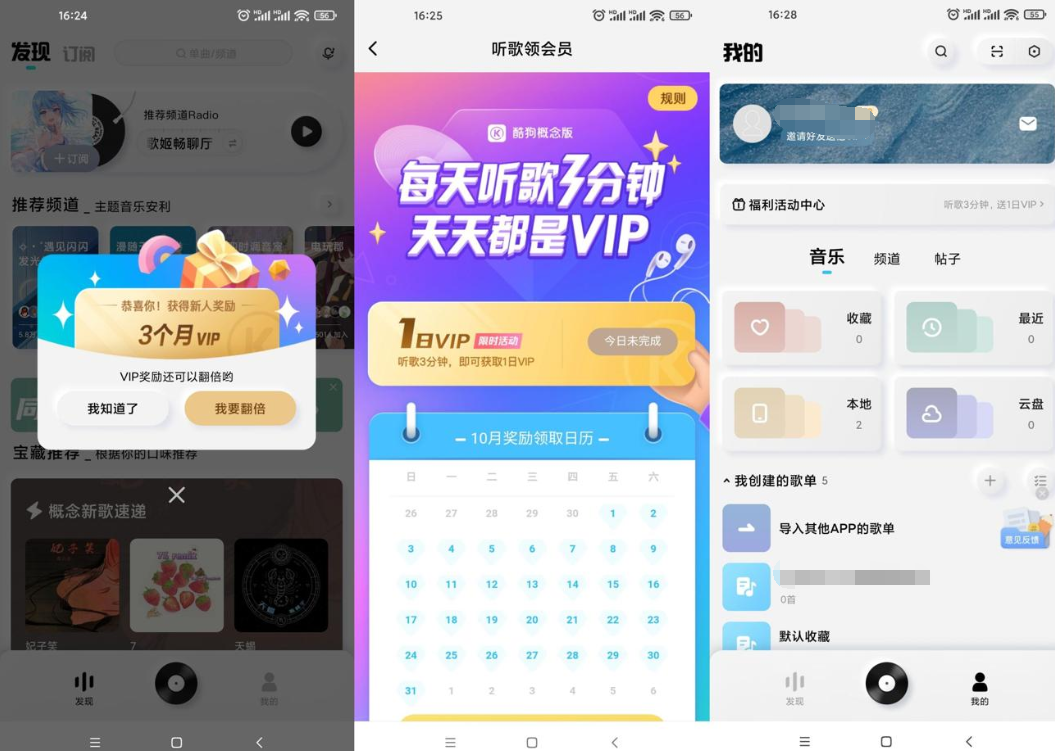 16:24
56
发现 订阅
单曲/频道
推荐频道Radio
歌姬畅聊厅
+订阅
推荐频道 _ 主题音乐安利
遇见闪闪
发光
恭喜你！获得新人奖励
3个月VIP
VIP奖励还可以翻倍哟
我知道了
我要翻倍
宝藏推荐 _ 根据你的口味推荐
概念新歌速递
妃子笑
7
天蝎
发现
我的
16:25
56
听歌领会员
规则
酷狗概念版
每天听歌3分钟
天天都是VIP
1日VIP 限时活动
听歌3分钟，即可获取1日VIP
今日未完成
10月奖励领取日历
日 一 二 三 四 五 六
26 27 28 29 30 1 2
3 4 5 6 7 8 9
10 11 12 13 14 15 16
17 18 19 20 21 22 23
24 25 26 27 28 29 30
31 1 2 3 4 5 6
16:28
55
我的
邀请好友
福利活动中心
听歌3分钟，送1日VIP
音乐 频道 帖子
收藏
0
最近
0
本地
2
云盘
0
我创建的歌单 5
导入其他APP的歌单
意见反馈
0首
默认收藏
发现
我的